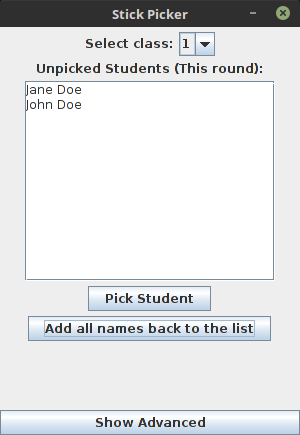 Stick Picker
Select class: 1
Unpicked Students (This round):
Jane Doe
John Doe
Pick Student
Add all names back to the list
Show Advanced